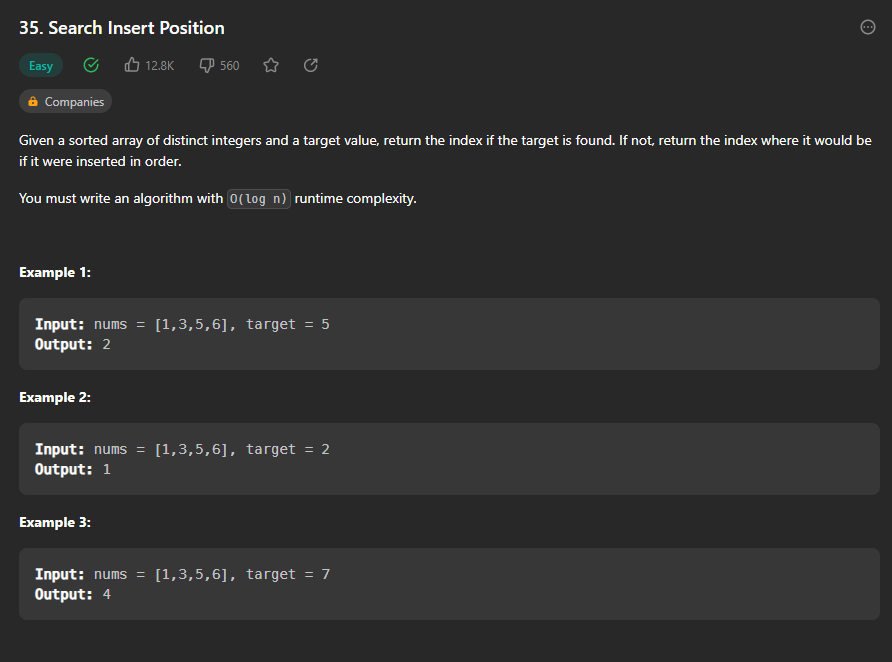 35. Search Insert Position
Easy 12.8K 560
Companies
Given a sorted array of distinct integers and a target value, return the index if the target is found. If not, return the index where it would be
if it were inserted in order.
You must write an algorithm with O(log n) runtime complexity.
Example 1:
Input: nums = [1,3,5,6], target = 5
Output: 2
Example 2:
Input: nums = [1,3,5,6], target = 2
Output: 1
Example 3:
Input: nums = [1,3,5,6], target = 7
Output: 4